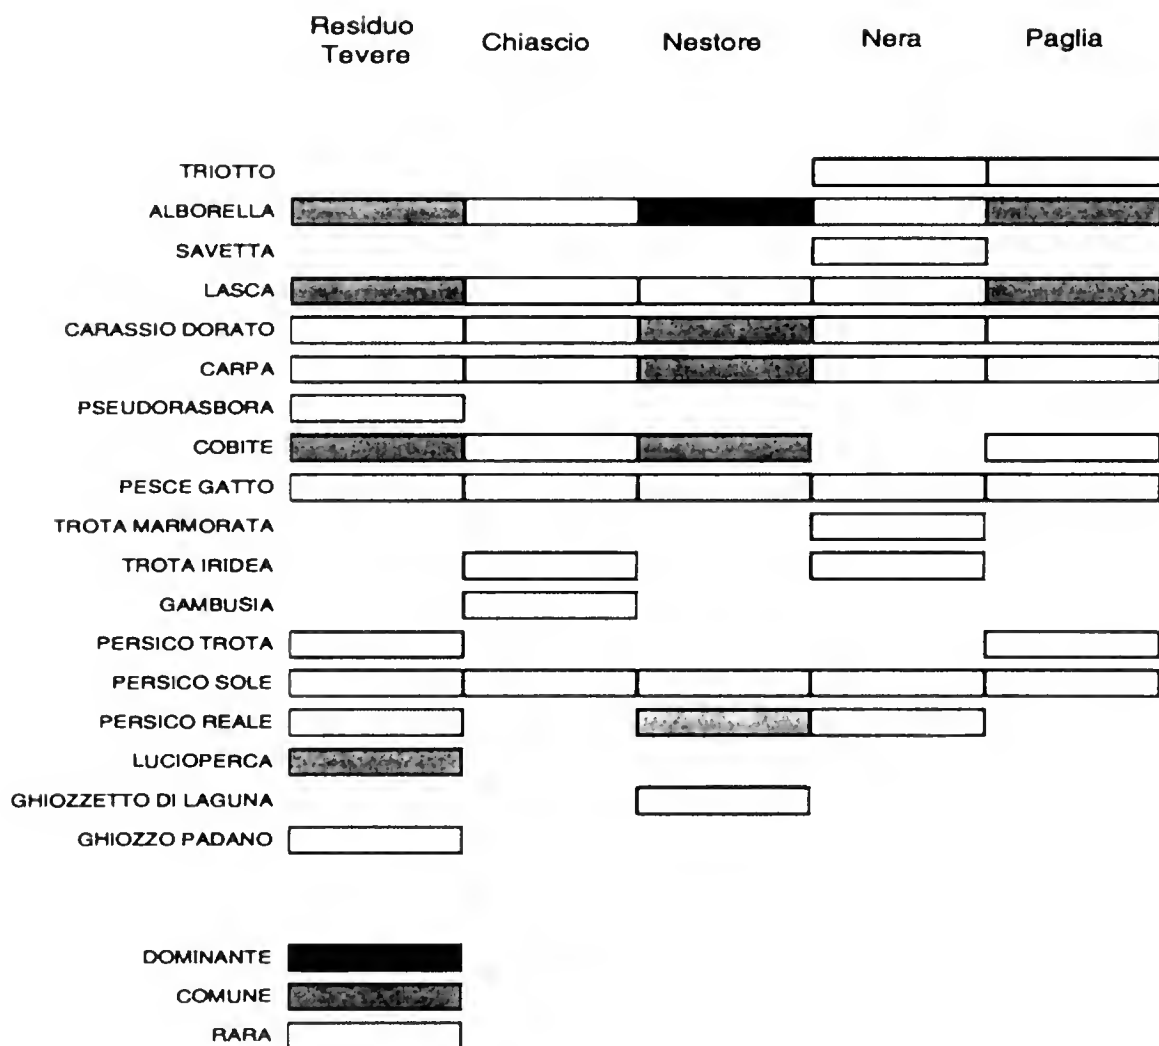 Residuo
Tevere
Chiascio
Nestore
Nera
Paglia
TRIOTTO
ALBORELLA
SAVETTA
LASCA
CARASSIO DORATO
CARPA
PSEUDORASBORA
COBITE
PESCE GATTO
TROTA MARMORATA
TROTA IRIDEA
GAMBUSIA
PERSICO TROTA
PERSICO SOLE
PERSICO REALE
LUCIOPERCA
GHIOZZETTO DI LAGUNA
GHIOZZO PADANO
DOMINANTE
COMUNE
RARA